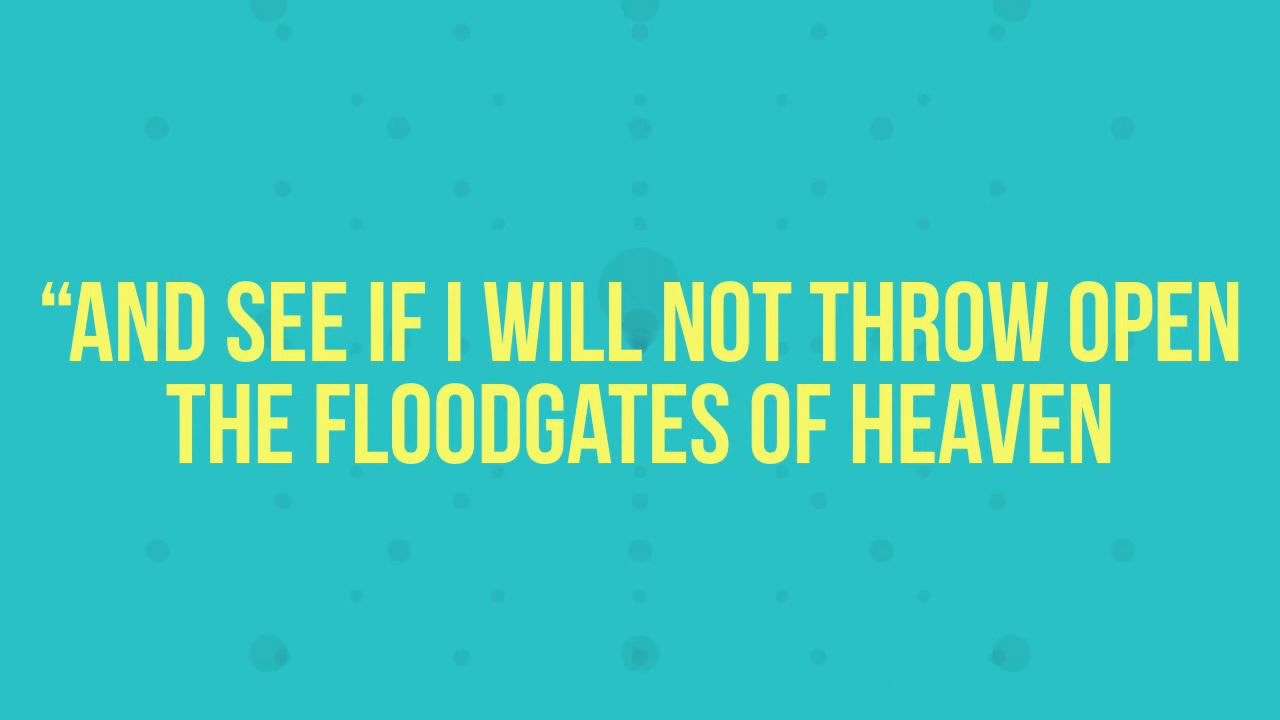 “AND SEE IF I WILL NOT THROW OPEN
THE FLOODGATES OF HEAVEN